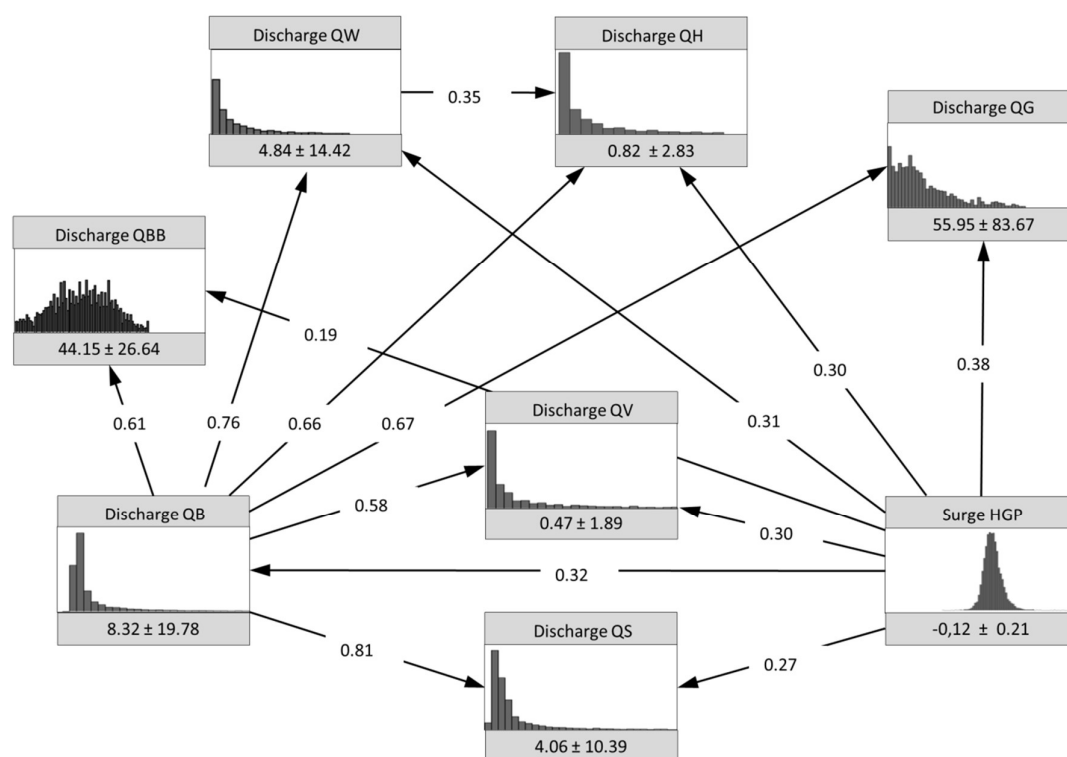 Discharge QW
4.84 ± 14.42
0.35
Discharge QH
0.82 ± 2.83
Discharge QG
55.95 ± 83.67
Discharge QBB
44.15 ± 26.64
0.19
0.30
0.38
0.61
0.76
0.66
0.67
0.31
Discharge QV
0.47 ± 1.89
0.58
0.30
Discharge QB
8.32 ± 19.78
0.32
Surge HGP
-0,12 ± 0.21
0.81
Discharge QS
4.06 ± 10.39
0.27